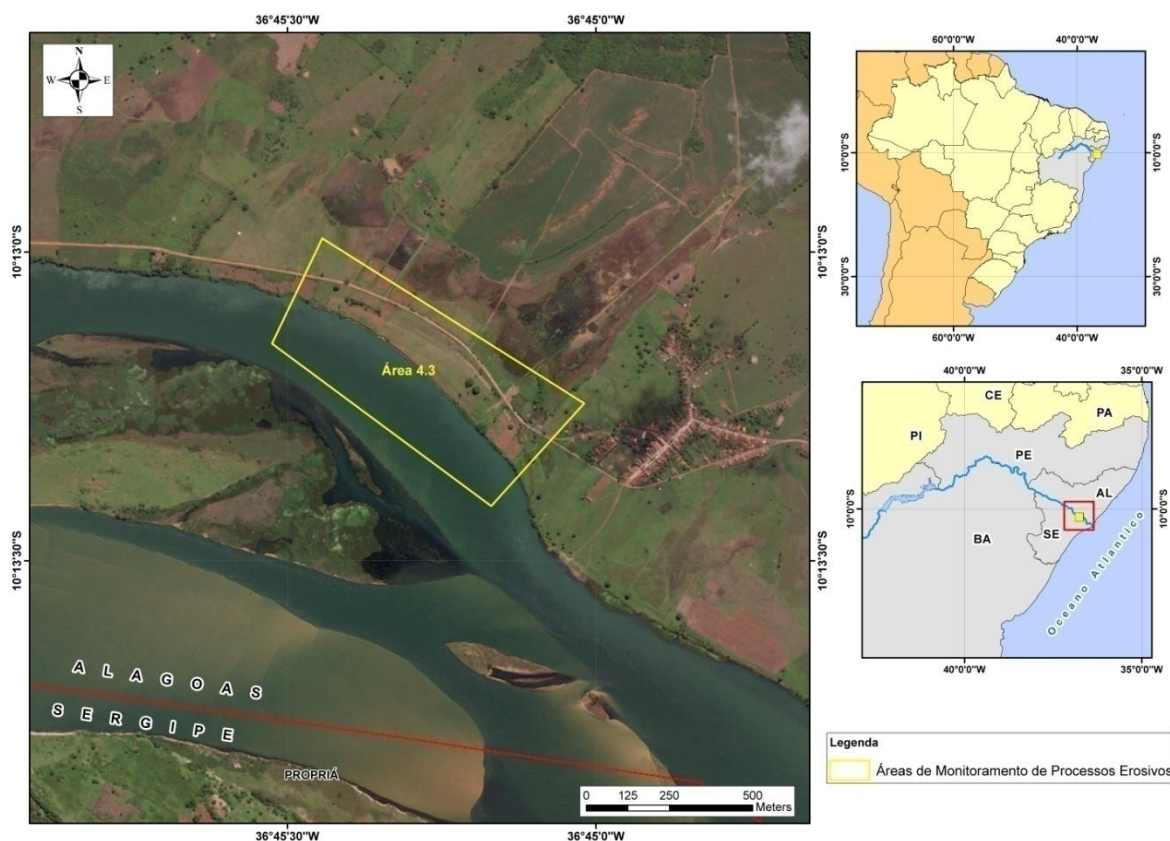 36°45'30"W 36°45'0"W
N
W E
S
10°13'0"S 10°13'0"S
Área 4.3
10°13'30"S 10°13'30"S
ALAGOAS
SERGIPE
PROPRIÁ
0 125 250 500
Meters
36°45'30"W 36°45'0"W
60°0'0"W 40°0'0"W
10°0'0"S 10°0'0"S
30°0'0"S 30°0'0"S
60°0'0"W 40°0'0"W
40°0'0"W 35°0'0"W
CE
PA
PI
PE
AL
10°0'0"S 10°0'0"S
SE
BA
Oceano Atlantico
40°0'0"W 35°0'0"W
Legenda
Áreas de Monitoramento de Processos Erosivos